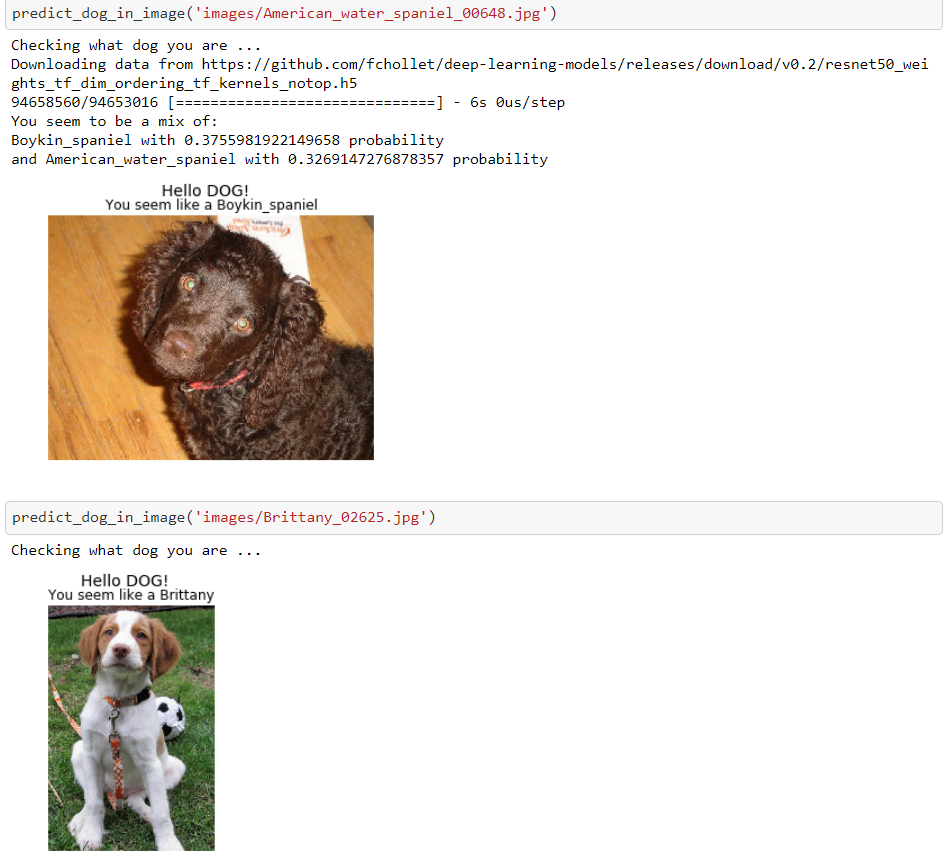 predict_dog_in_image('images/American_water_spaniel_00648.jpg')
Checking what dog you are ...
Downloading data from https://github.com/fchollet/deep-learning-models/releases/download/v0.2/resnet50_wei
ghts_tf_dim_ordering_tf_kernels_notop.h5
94658560/94653016 [==============================] - 6s 0us/step
You seem to be a mix of:
Boykin_spaniel with 0.3755981922149658 probability
and American_water_spaniel with 0.3269147276878357 probability
Hello DOG!
You seem like a Boykin_spaniel
predict_dog_in_image('images/Brittany_02625.jpg')
Checking what dog you are ...
Hello DOG!
You seem like a Brittany